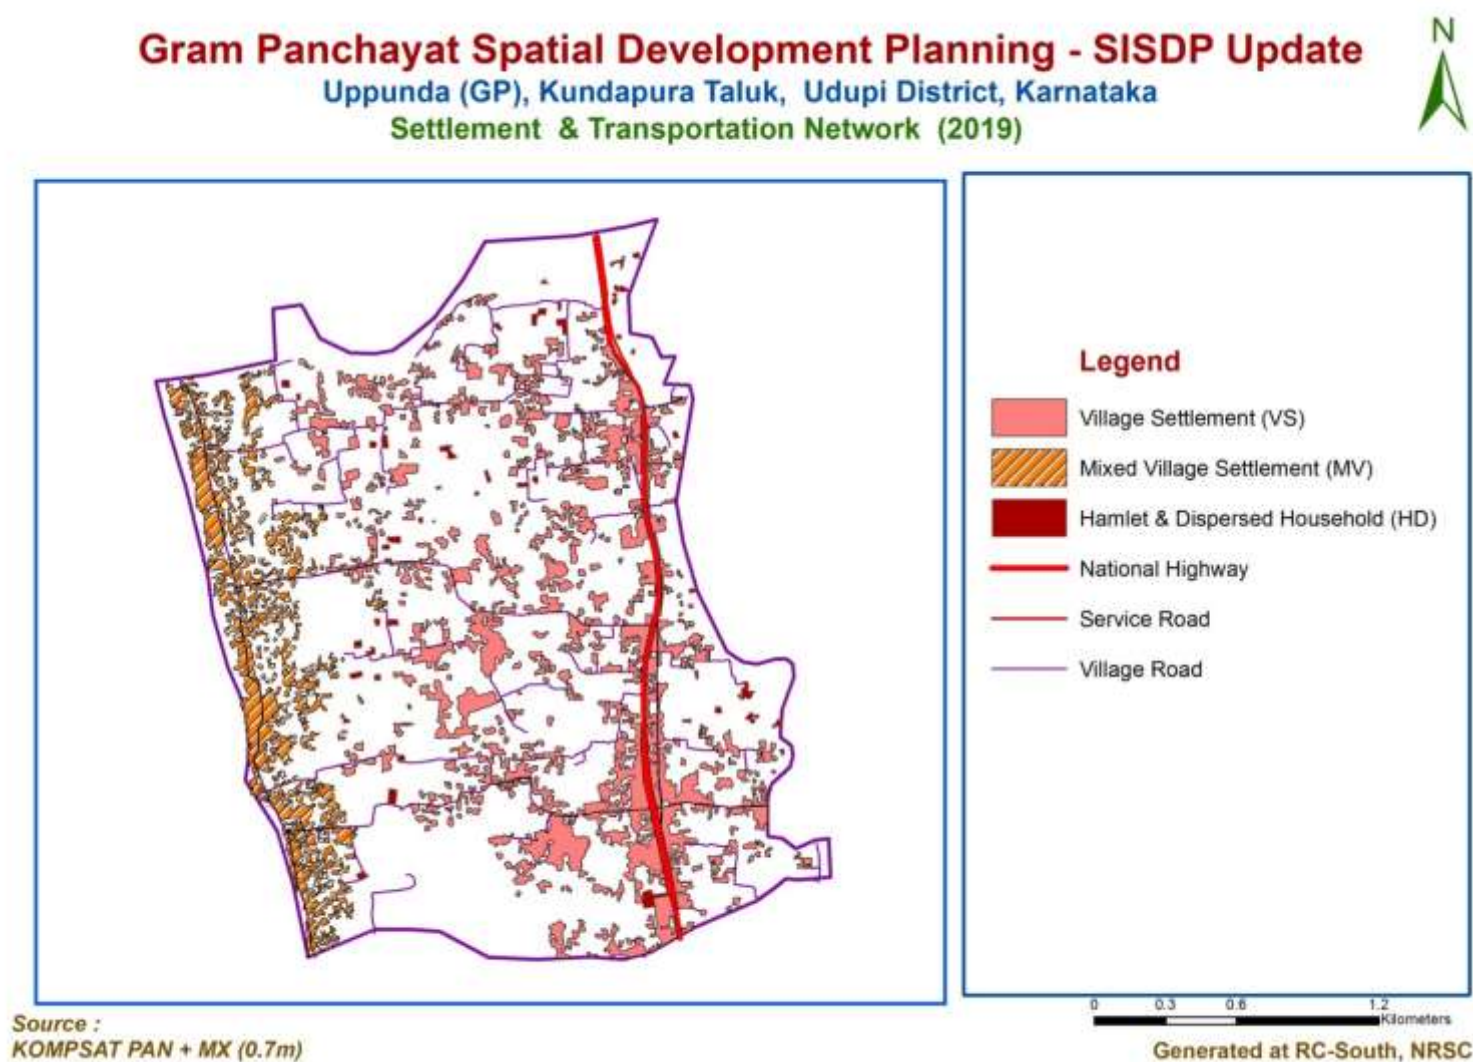 Gram Panchayat Spatial Development Planning - SISDP Update
Uppunda (GP), Kundapura Taluk, Udupi District, Karnataka
Settlement & Transportation Network (2019)
N
Legend
Village Settlement (VS)
Mixed Village Settlement (MV)
Hamlet & Dispersed Household (HD)
National Highway
Service Road
Village Road
0 0.3 0.6 1.2
Kilometers
Source :
KOMPSAT PAN + MX (0.7m)
Generated at RC-South, NRSC